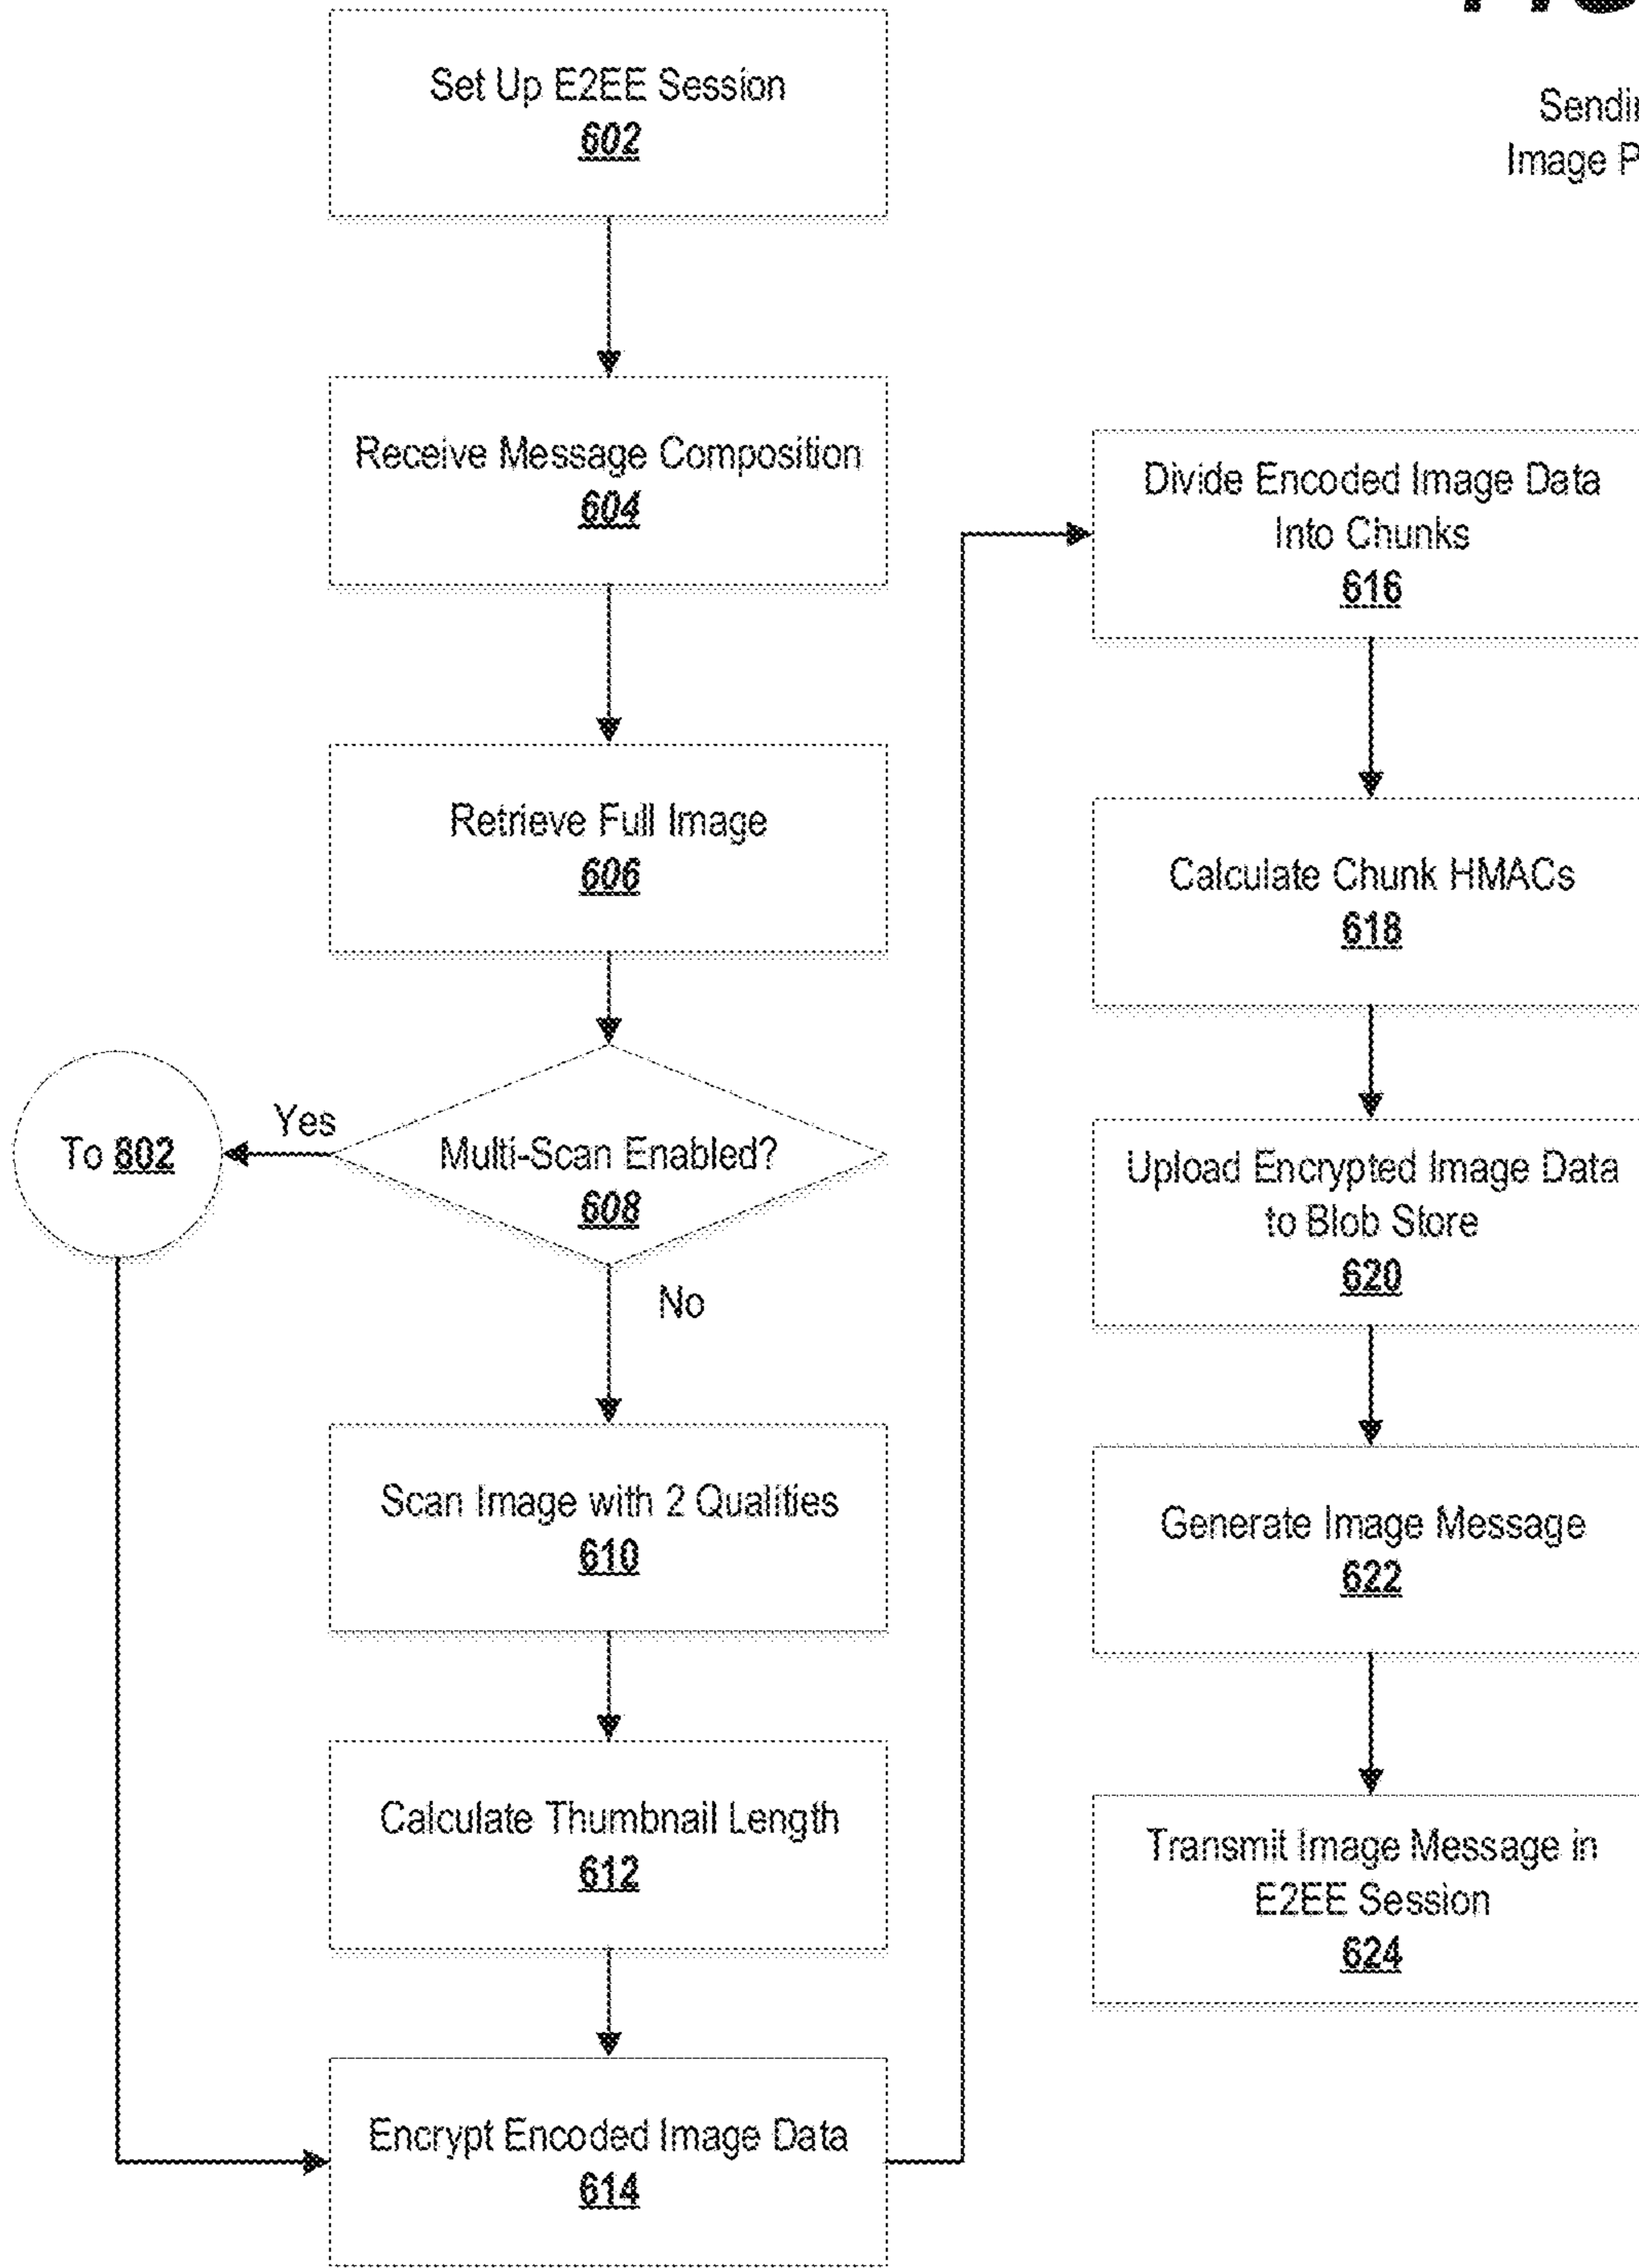 Sendin
Image P
Set Up E2EE Session
602
Receive Message Composition
604
Retrieve Full Image
606
Multi-Scan Enabled?
608
Yes
To 802
No
Scan Image with 2 Qualities
610
Calculate Thumbnail Length
612
Encrypt Encoded Image Data
614
Divide Encoded Image Data
Into Chunks
616
Calculate Chunk HMACs
618
Upload Encrypted Image Data
to Blob Store
620
Generate Image Message
622
Transmit Image Message in
E2EE Session
624